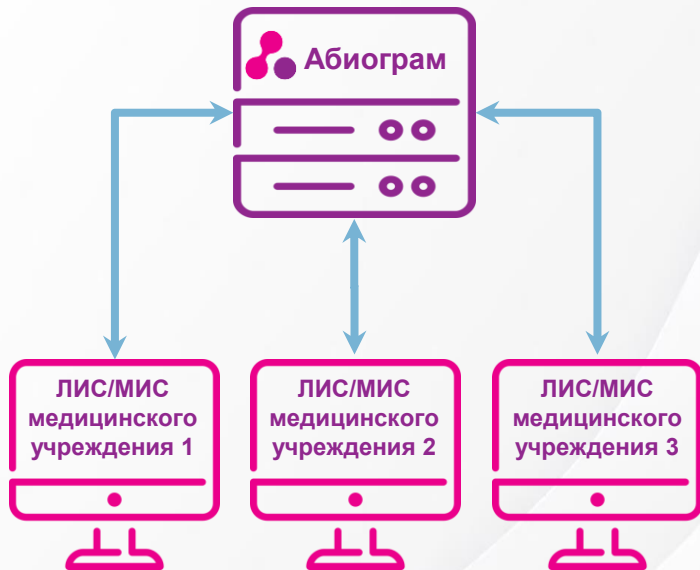 Абиограм
ЛИС/МИС
медицинского
учреждения 1
ЛИС/МИС
медицинского
учреждения 2
ЛИС/МИС
медицинского
учреждения 3